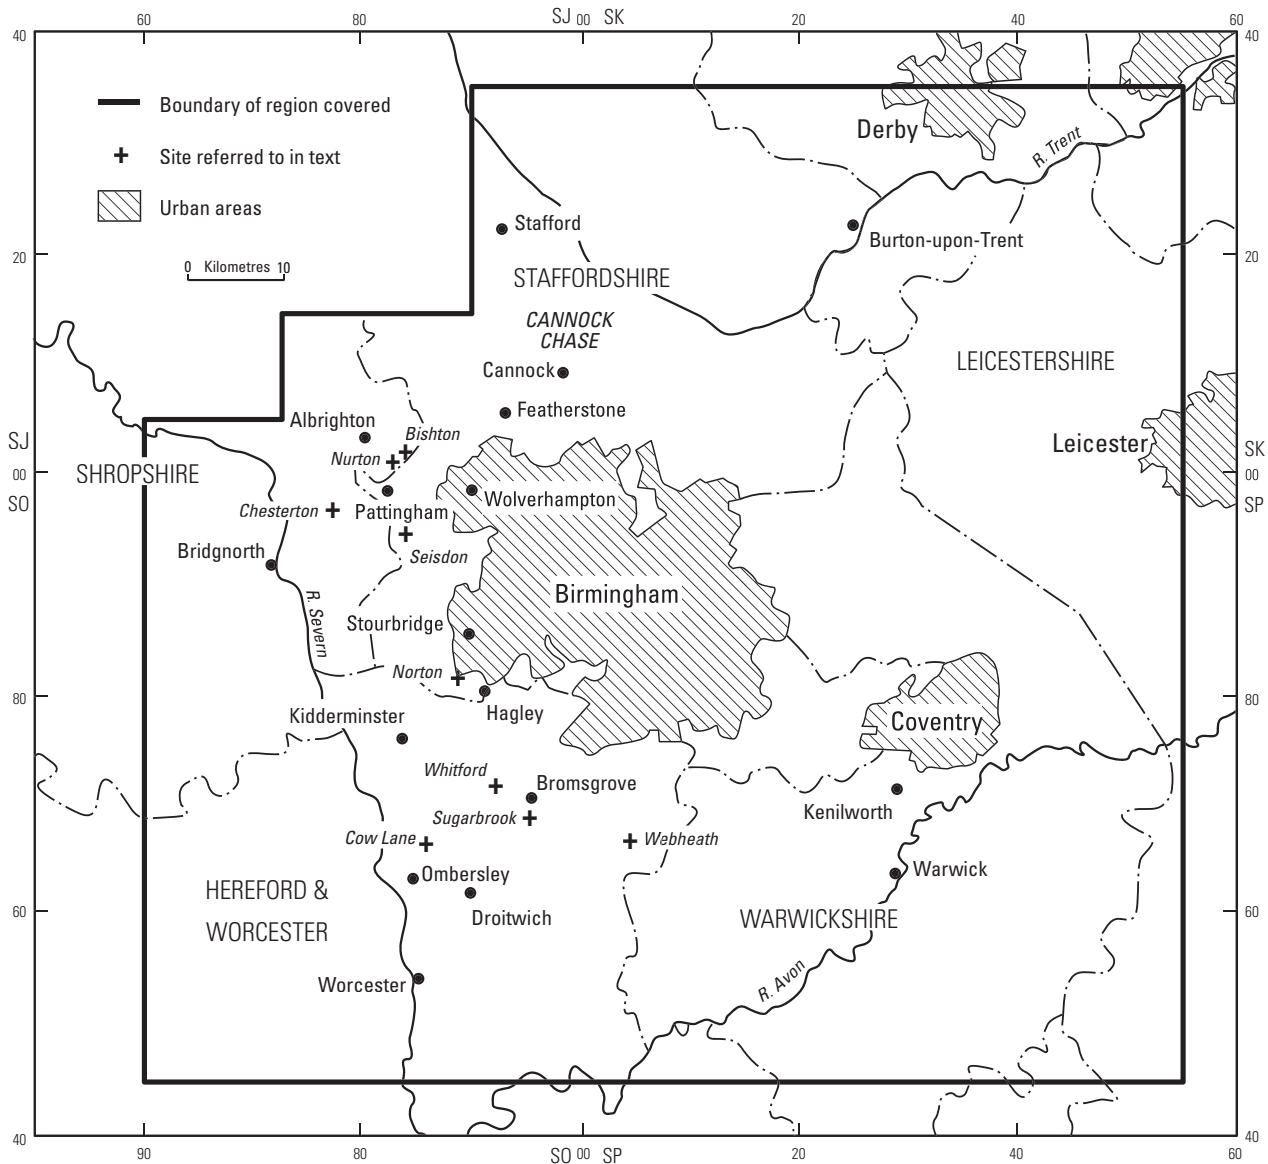 60
80
SJ 00 SK
20
40
60
40
40
Boundary of region covered
Site referred to in text
Urban areas
0 Kilometres 10
Derby
R. Trent
Stafford
Burton-upon-Trent
20
20
STAFFORDSHIRE
CANNOCK
CHASE
LEICESTERSHIRE
Cannock
Featherstone
Albrighton
Bishton
Nurton
Leicester
SJ
00
SO
SK
00
SP
SHROPSHIRE
Wolverhampton
Chesterton
Pattingham
Seisdon
Bridgnorth
Birmingham
R. Severn
Stourbridge
Norton
80
80
Hagley
Kidderminster
Coventry
Whitford
Bromsgrove
Kenilworth
Sugarbrook
Cow Lane
Webheath
Ombersley
Warwick
HEREFORD &
WORCESTER
Droitwich
WARWICKSHIRE
60
60
Worcester
R. Avon
40
40
90
80
SO 00 SP
20
40
60